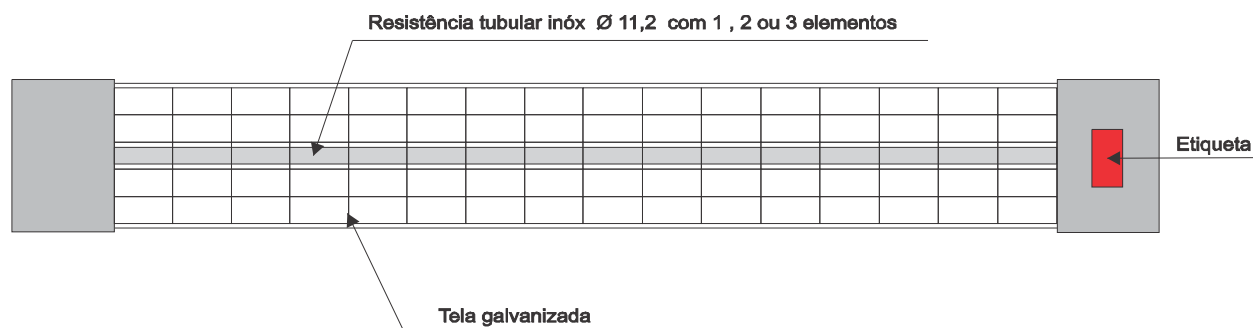 Resistência tubular inóx Ø 11,2 com 1 , 2 ou 3 elementos
Etiqueta
Tela galvanizada